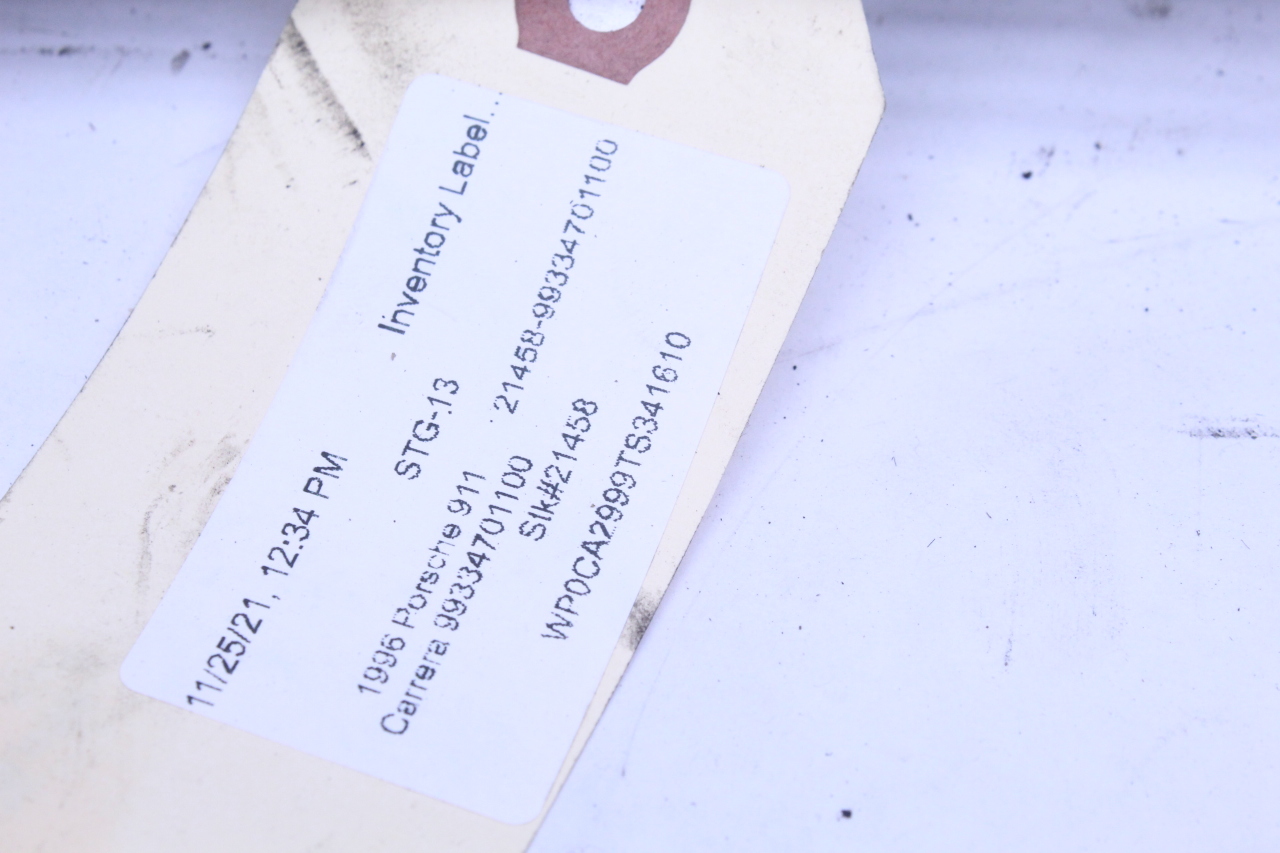 11/25/21, 12:34 PM
Inventory Label...
STG-13
1996 Porsche 911
Carrera 99334701100
21458-99334701100
Stk#21458
WP0CA2999TS341610